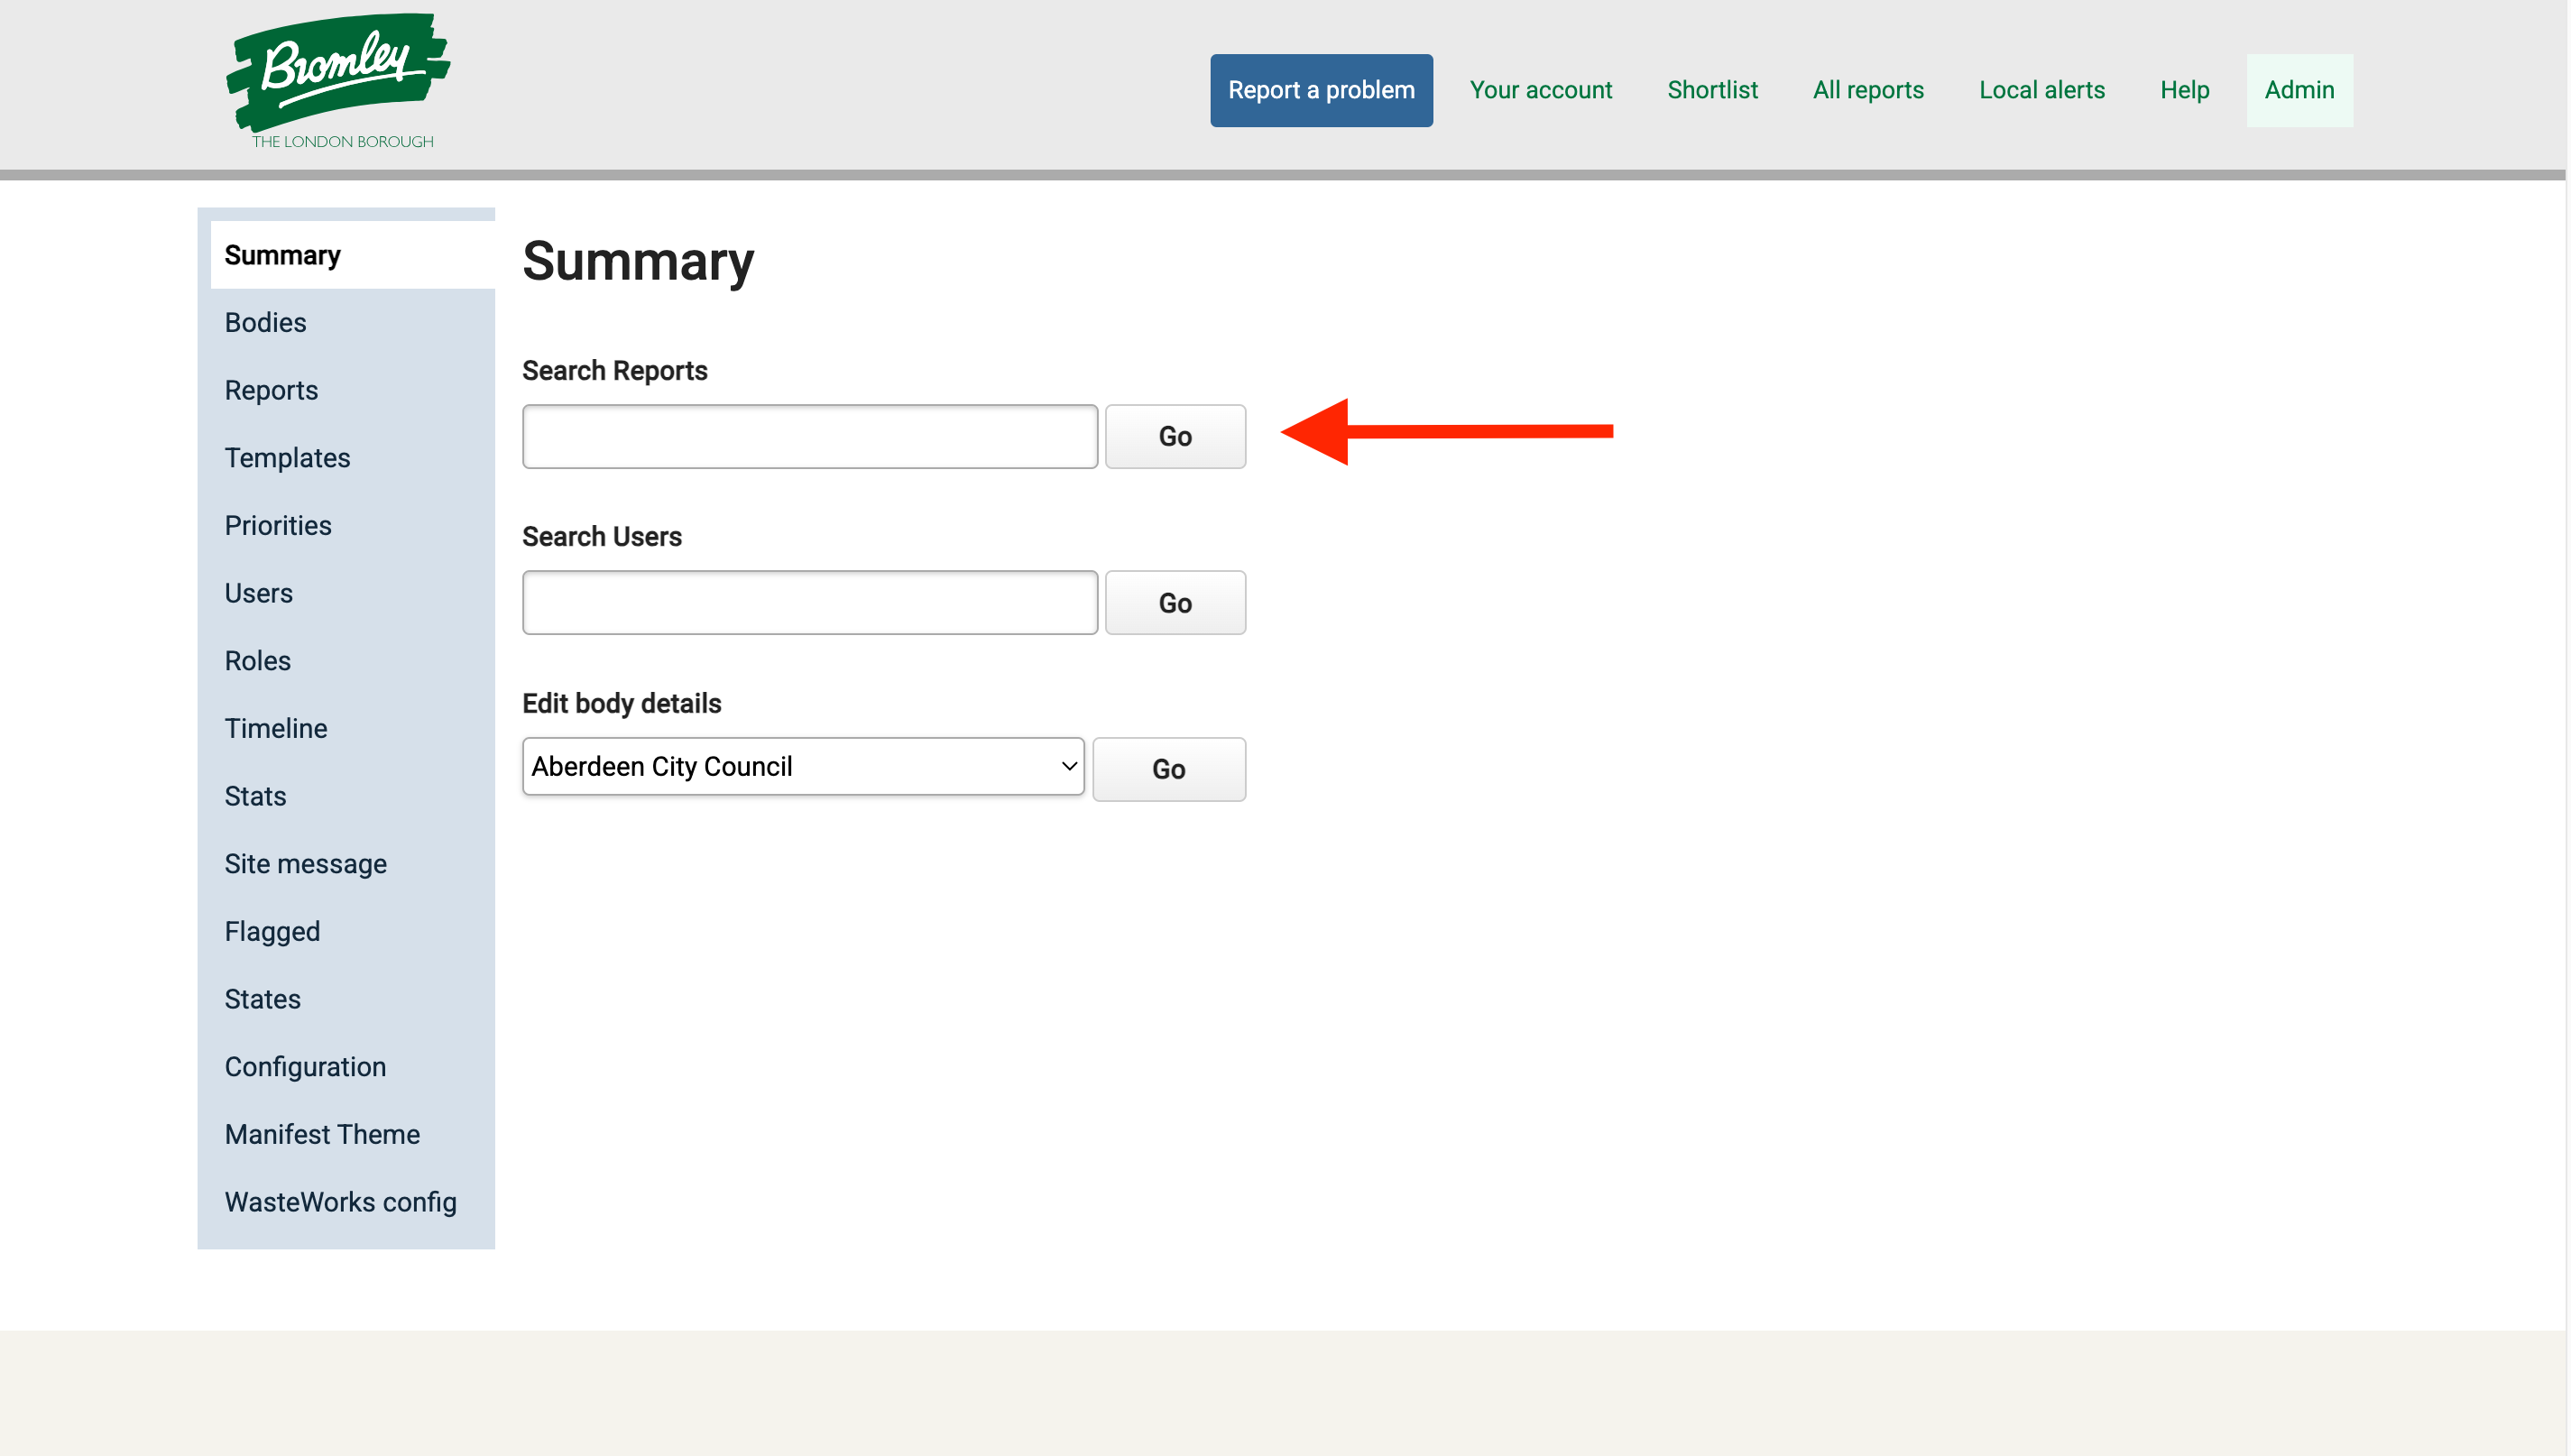 Bromley
THE LONDON BOROUGH
Report a problem
Your account
Shortlist
All reports
Local alerts
Help
Admin
Summary
Bodies
Reports
Templates
Priorities
Users
Roles
Timeline
Stats
Site message
Flagged
States
Configuration
Manifest Theme
WasteWorks config
Summary
Search Reports
Go
Search Users
Go
Edit body details
Aberdeen City Council
Go